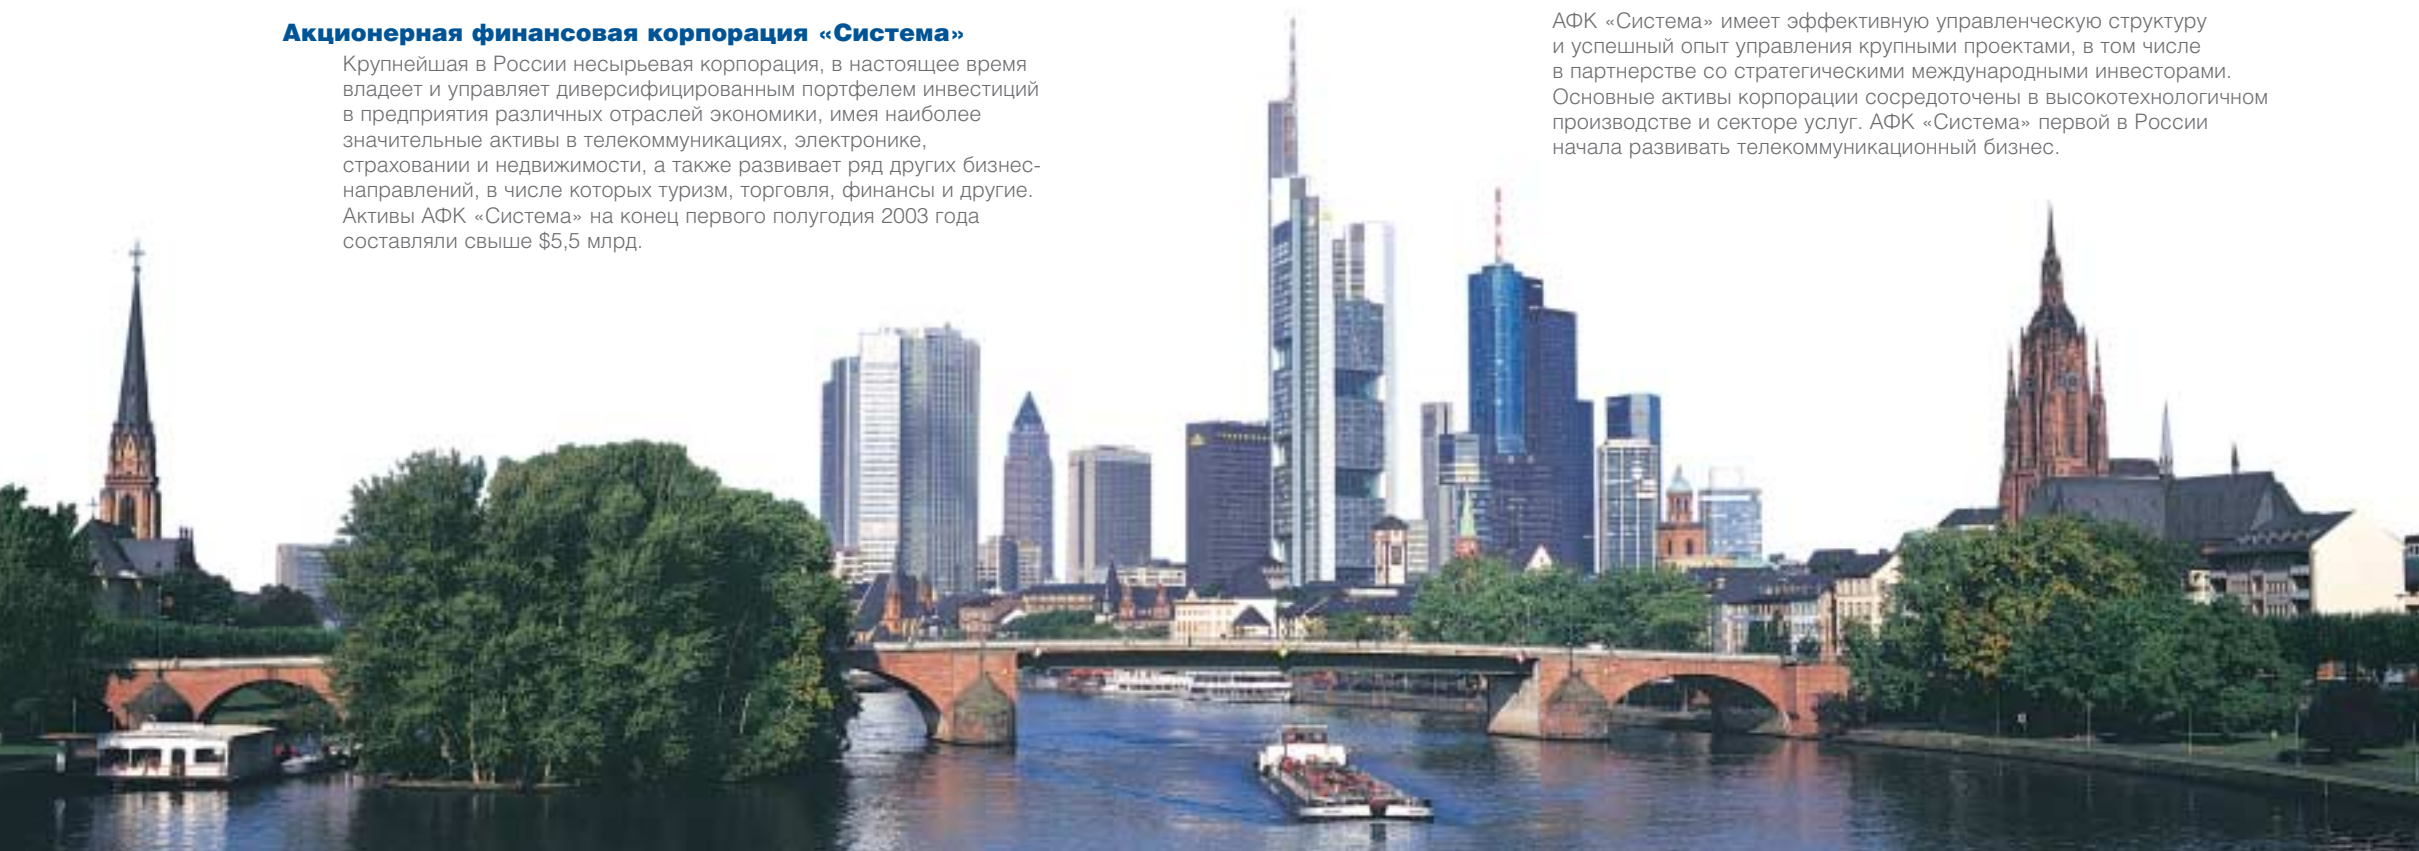 Акционерная финансовая корпорация «Система»
Крупнейшая в России несырьевая корпорация, в настоящее время
владеет и управляет диверсифицированным портфелем инвестиций
в предприятия различных отраслей экономики, имея наиболее
значительные активы в телекоммуникациях, электронике,
страховании и недвижимости, а также развивает ряд других бизнес-
направлений, в числе которых туризм, торговля, финансы и другие.
Активы АФК «Система» на конец первого полугодия 2003 года
составляли свыше $5,5 млрд.
АФК «Система» имеет эффективную управленческую структуру
и успешный опыт управления крупными проектами, в том числе
в партнерстве со стратегическими международными инвесторами.
Основные активы корпорации сосредоточены в высокотехнологичном
производстве и секторе услуг. АФК «Система» первой в России
начала развивать телекоммуникационный бизнес.